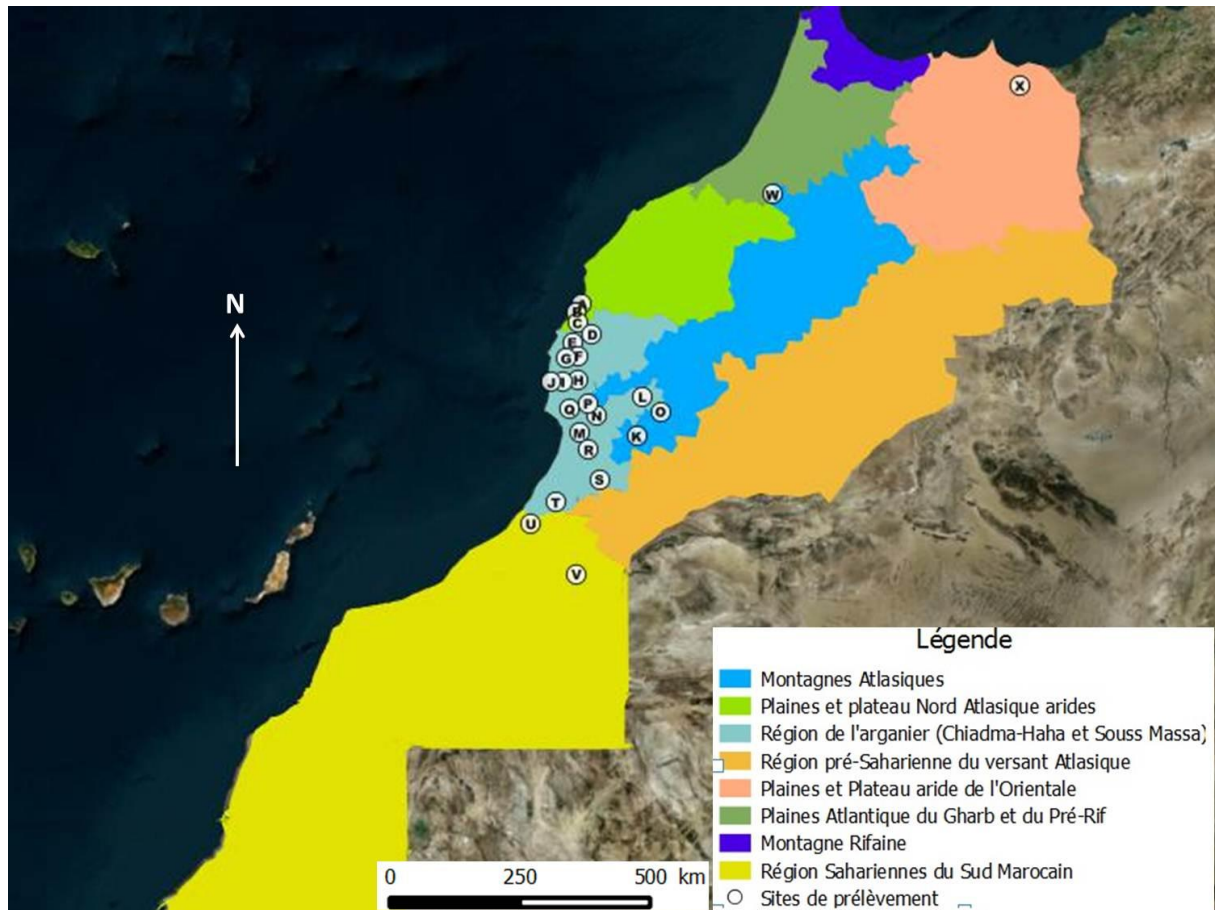 X
W
N
A
B
C
D
E
G F
J I H
L
P
Q N O
M K
R
S
T
U
V
Légende
Montagnes Atlasiques
Plaines et plateau Nord Atlasique arides
Région de l'arganier (Chiadma-Haha et Souss Massa)
Région pré-Saharienne du versant Atlasique
Plaines et Plateau aride de l'Orientale
Plaines Atlantique du Gharb et du Pré-Rif
Montagne Rifaine
Région Sahariennes du Sud Marocain
Sites de prélèvement
0 250 500 km